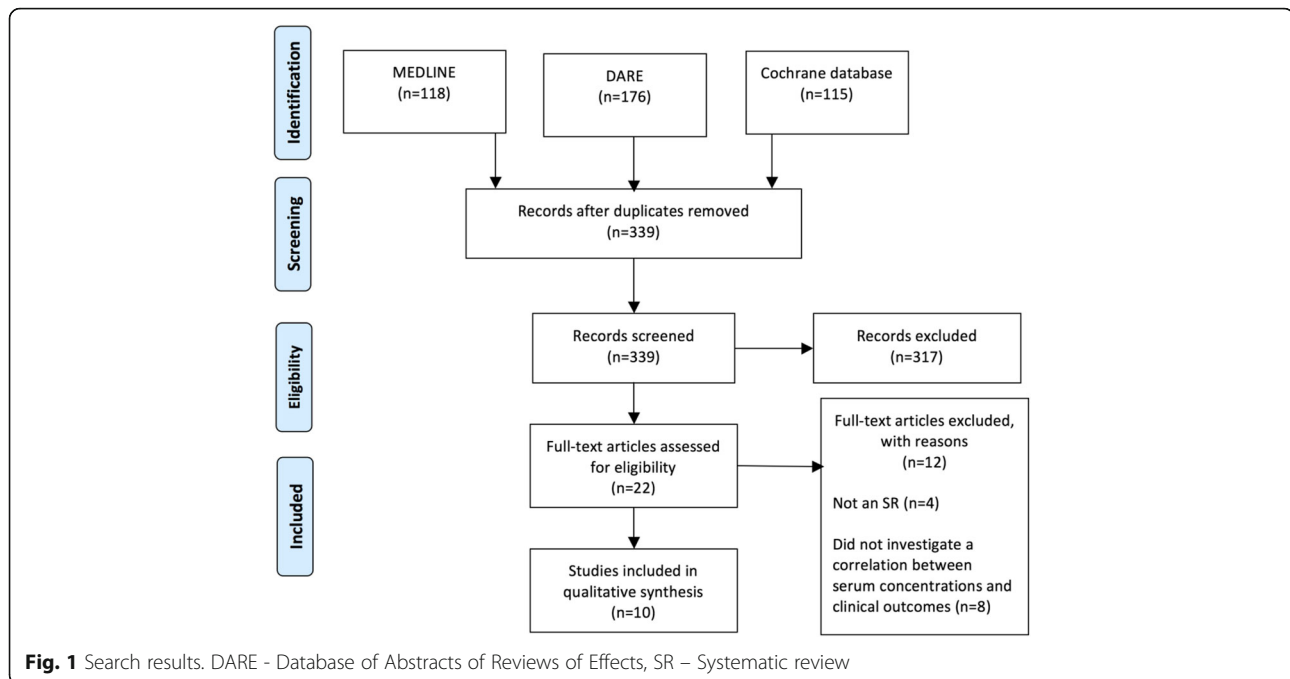 Identification
MEDLINE
(n=118)
DARE
(n=176)
Cochrane database
(n=115)
Screening
Records after duplicates removed
(n=339)
Eligibility
Records screened
(n=339)
Records excluded
(n=317)
Full-text articles assessed
for eligibility
(n=22)
Full-text articles excluded,
with reasons
(n=12)
Not an SR (n=4)
Did not investigate a
correlation between
serum concentrations and
clinical outcomes (n=8)
Included
Studies included in
qualitative synthesis
(n=10)
Fig. 1 Search results. DARE - Database of Abstracts of Reviews of Effects, SR – Systematic review